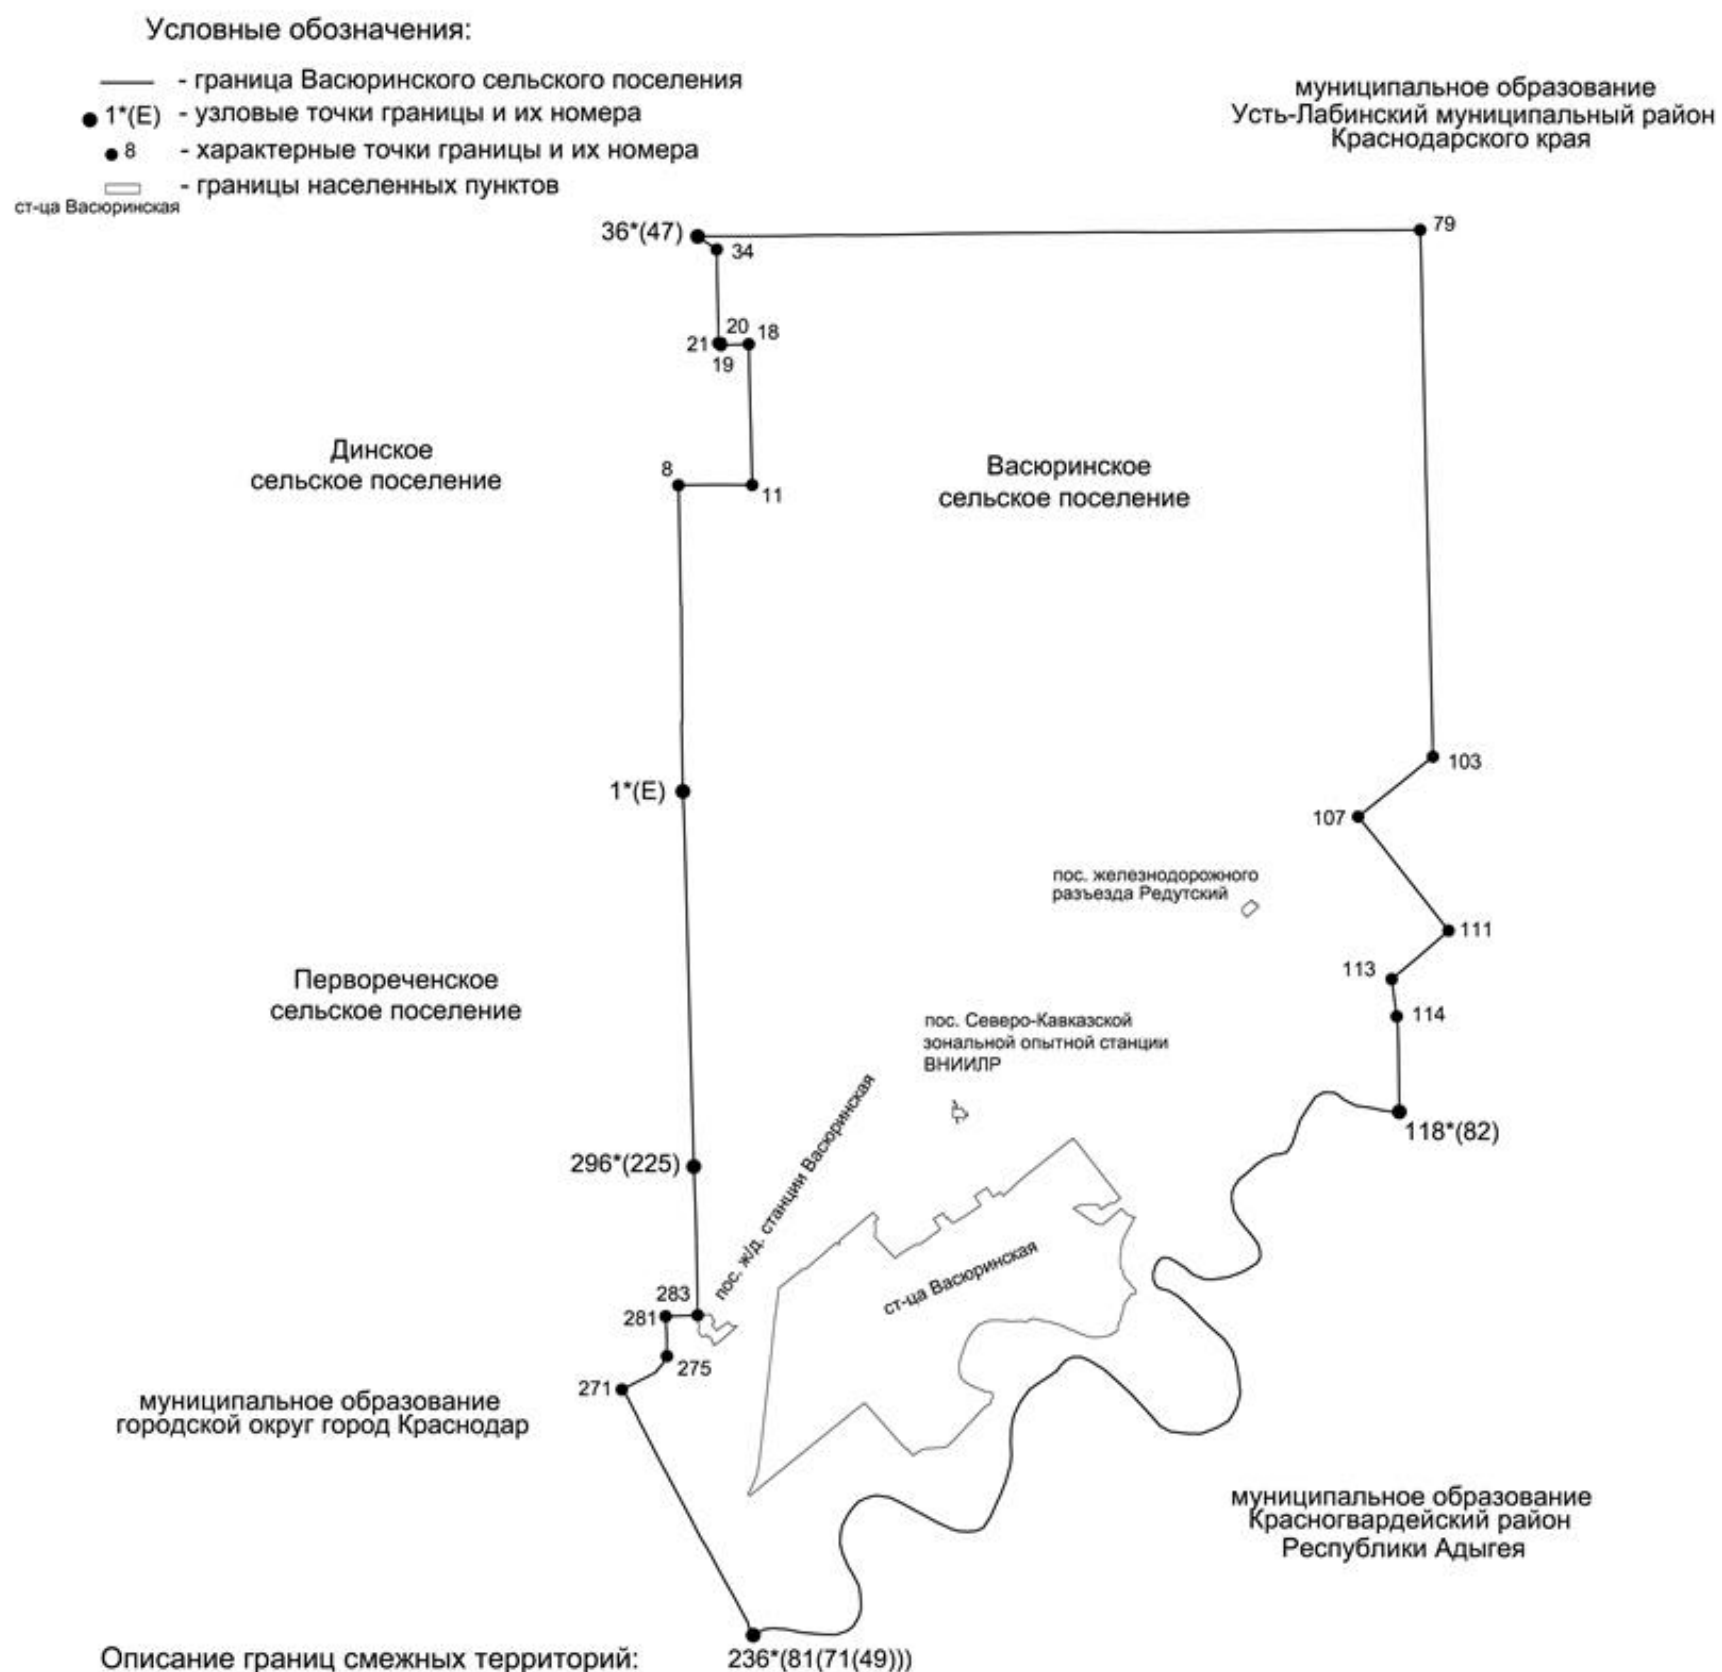 Условные обозначения:
- граница Васюринского сельского поселения
1*(Е) - узловые точки границы и их номера
8 - характерные точки границы и их номера
- границы населенных пунктов
ст-ца Васюринская
муниципальное образование
Усть-Лабинский муниципальный район
Краснодарского края
36*(47)
79
34
20
18
21
19
Динское
сельское поселение
Васюринское
сельское поселение
8
11
103
1*(Е)
107
пос. железнодорожного
разъезда Редутский
111
113
Первореченское
сельское поселение
114
пос. Северо-Кавказской
зональной опытной станции
ВНИИЛР
118*(82)
296*(225)
пос. ж/д. станции Васюринская
ст-ца Васюринская
283
281
275
271
муниципальное образование
городской округ город Краснодар
муниципальное образование
Красногвардейский район
Республики Адыгея
236*(81(71(49)))
Описание границ смежных территорий: